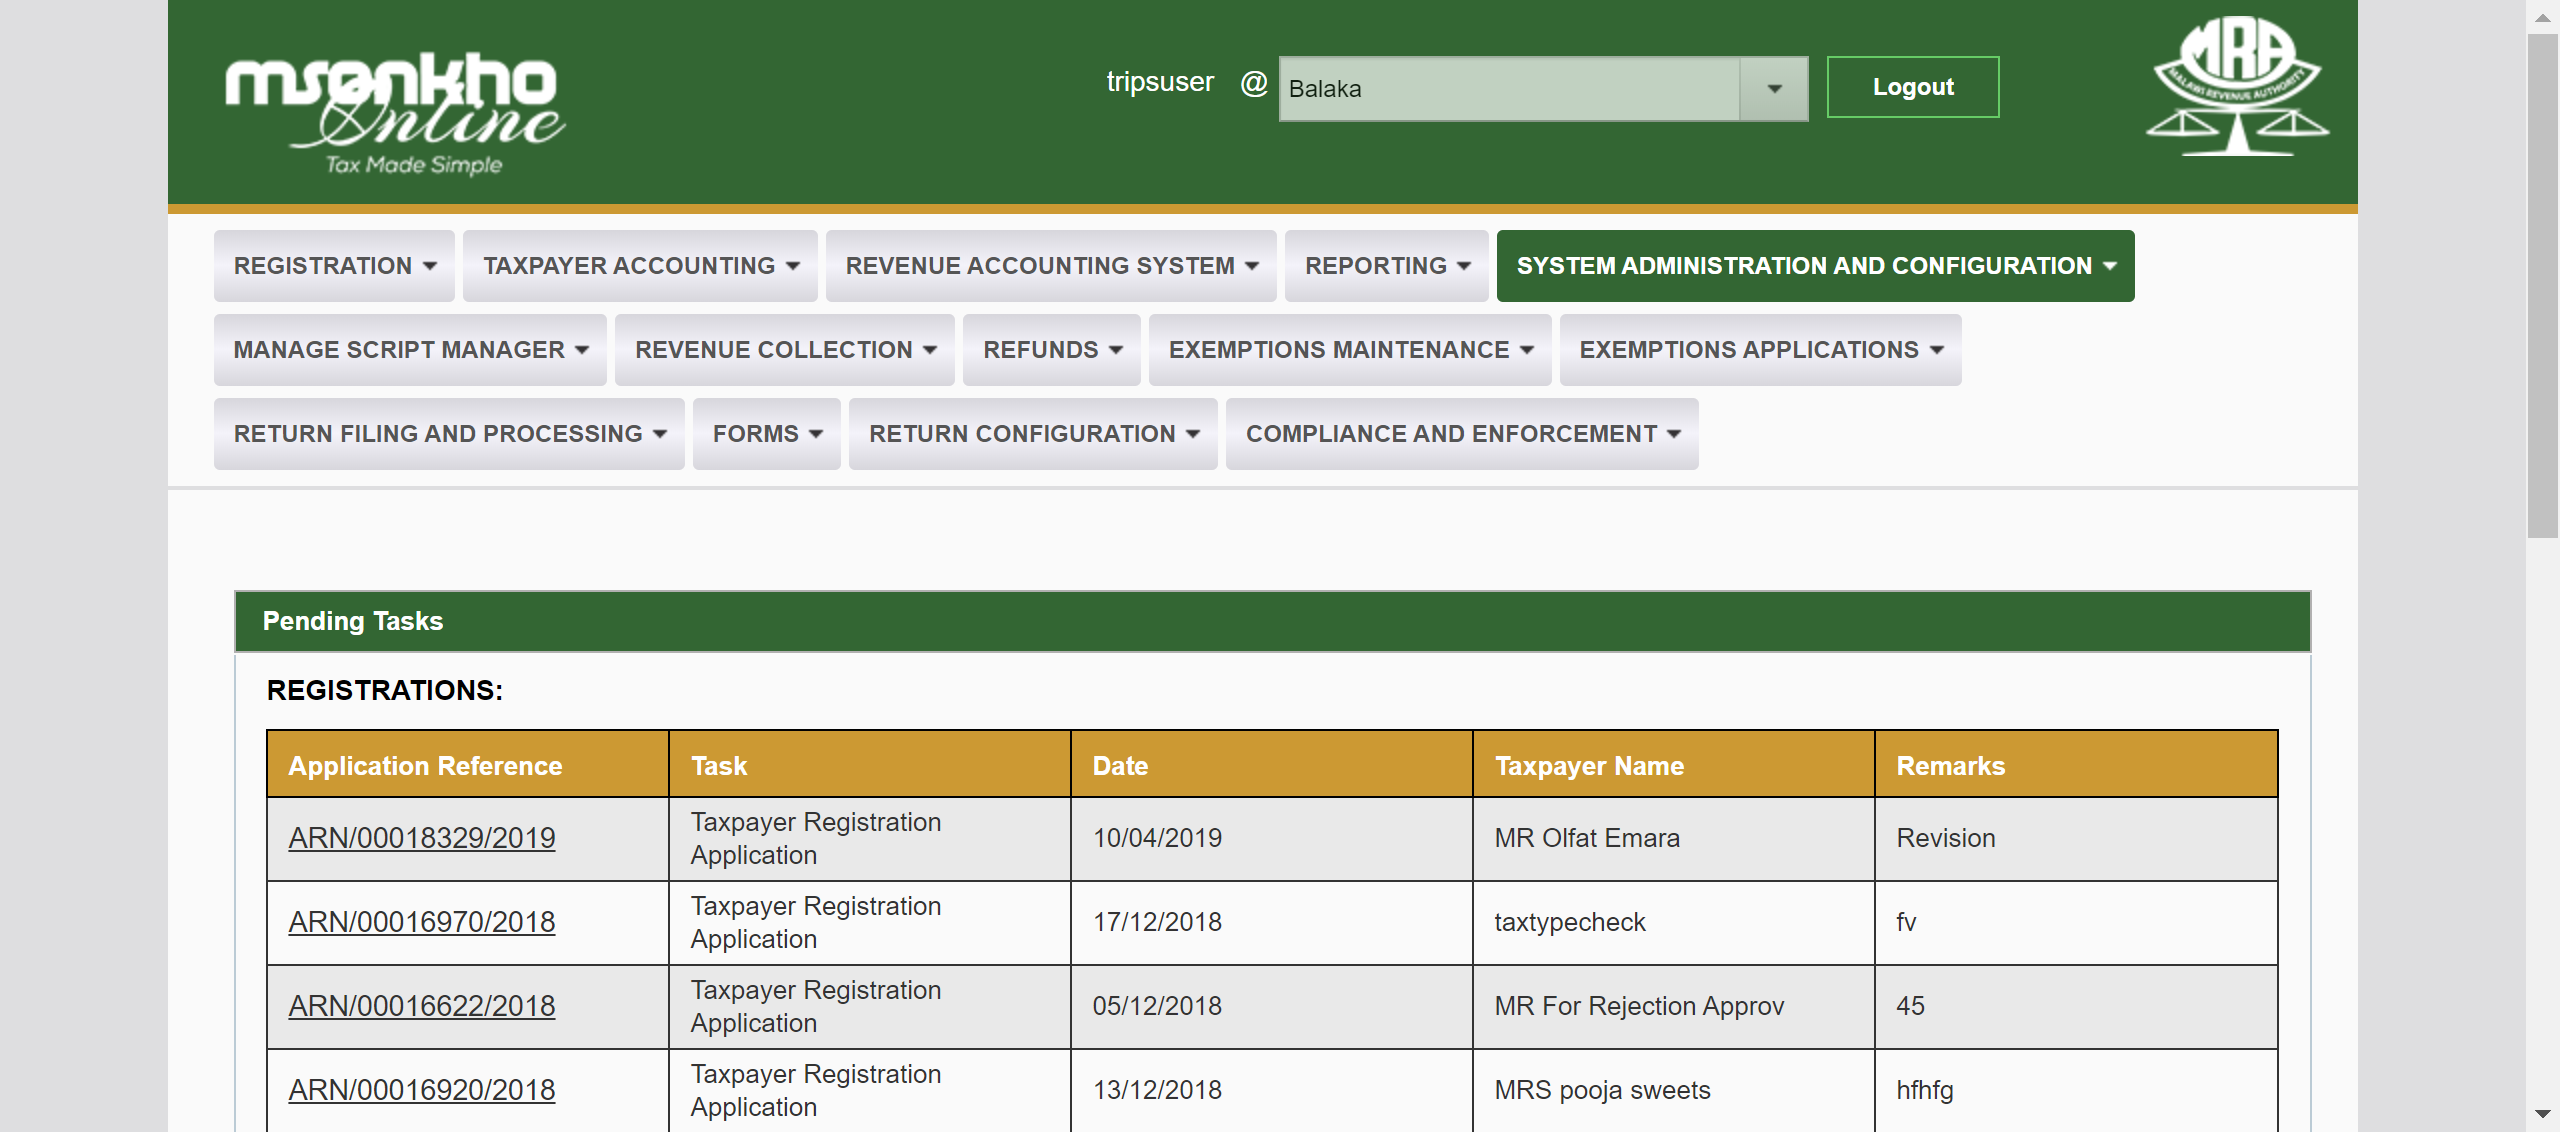 msonkho
Online
Tax Made Simple
tripsuser @ Balaka Logout
MRA
MALAWI REVENUE AUTHORITY
REGISTRATION TAXPAYER ACCOUNTING REVENUE ACCOUNTING SYSTEM REPORTING SYSTEM ADMINISTRATION AND CONFIGURATION
MANAGE SCRIPT MANAGER REVENUE COLLECTION REFUNDS EXEMPTIONS MAINTENANCE EXEMPTIONS APPLICATIONS
RETURN FILING AND PROCESSING FORMS RETURN CONFIGURATION COMPLIANCE AND ENFORCEMENT
Pending Tasks
REGISTRATIONS:
Application Reference Task Date Taxpayer Name Remarks
ARN/00018329/2019 Taxpayer Registration Application 10/04/2019 MR Olfat Emara Revision
ARN/00016970/2018 Taxpayer Registration Application 17/12/2018 taxtypecheck fv
ARN/00016622/2018 Taxpayer Registration Application 05/12/2018 MR For Rejection Approv 45
ARN/00016920/2018 Taxpayer Registration Application 13/12/2018 MRS pooja sweets hfhfg